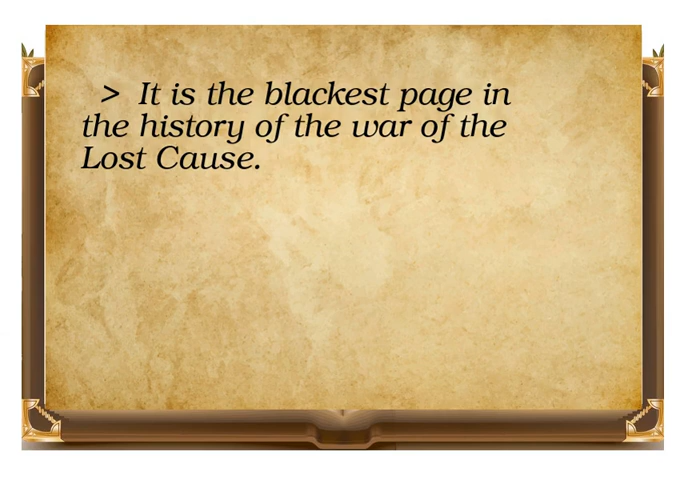 > It is the blackest page in
the history of the war of the
Lost Cause.